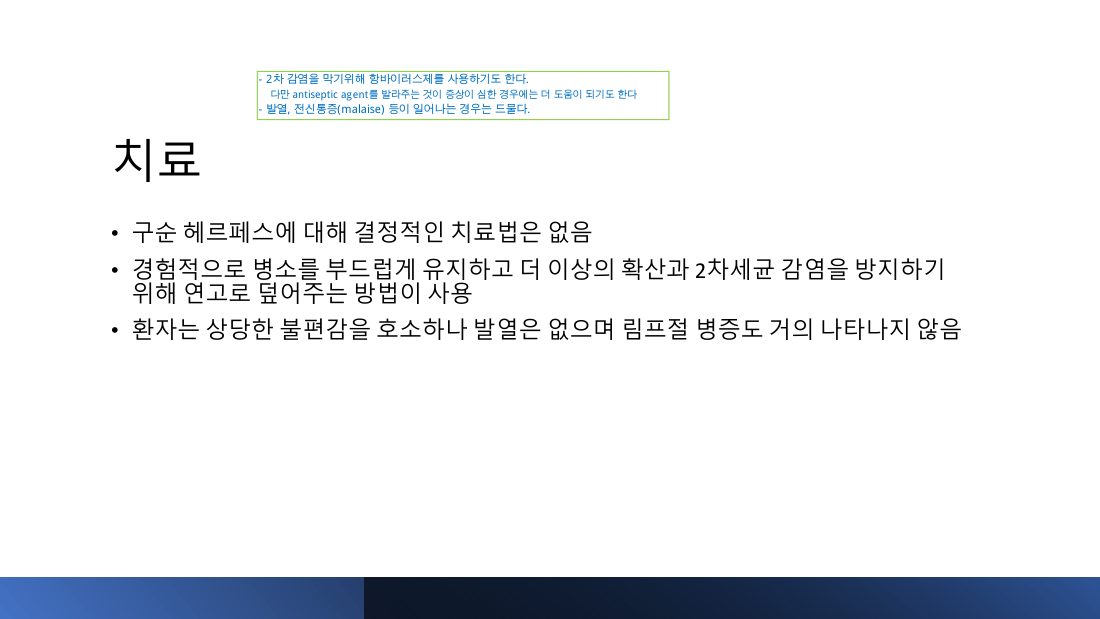 - 2차 감염을 막기위해 항바이러스제를 사용하기도 한다.
다만 antiseptic agent를 발라주는 것이 증상이 심한 경우에는 더 도움이 되기도 한다
- 발열, 전신통증(malaise) 등이 일어나는 경우는 드물다.
치료
• 구순 헤르페스에 대해 결정적인 치료법은 없음
• 경험적으로 병소를 부드럽게 유지하고 더 이상의 확산과 2차세균 감염을 방지하기
위해 연고로 덮어주는 방법이 사용
• 환자는 상당한 불편감을 호소하나 발열은 없으며 림프절 병증도 거의 나타나지 않음